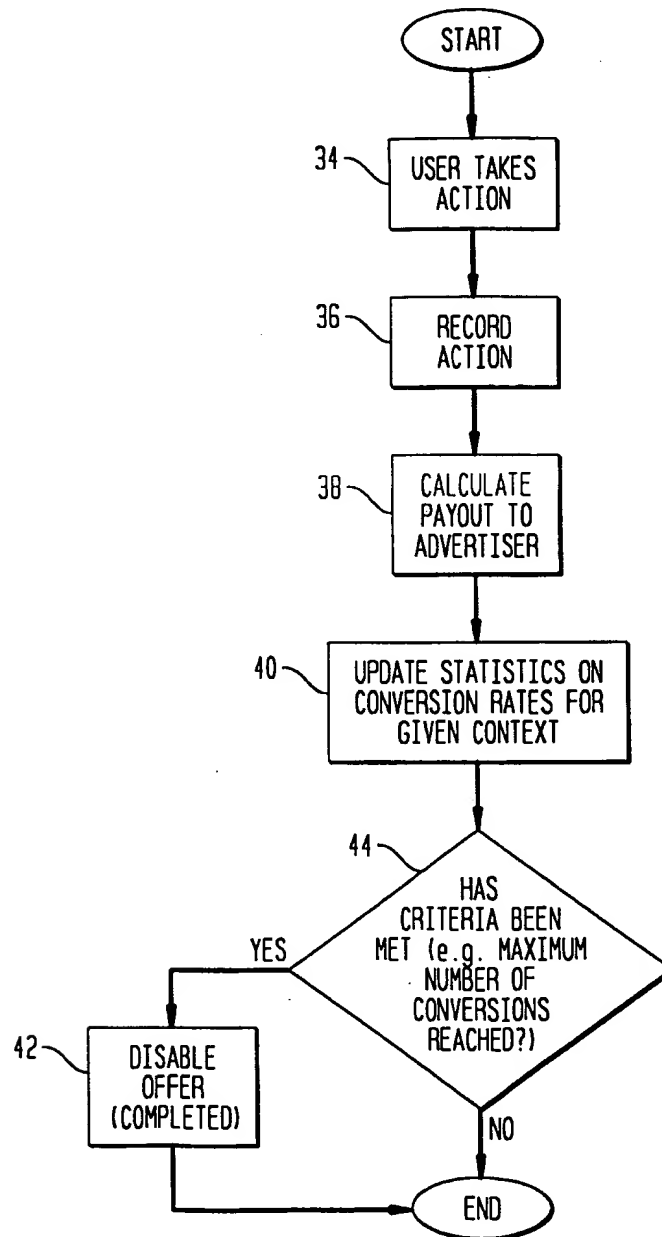 START
34
USER TAKES
ACTION
36
RECORD
ACTION
38
CALCULATE
PAYOUT TO
ADVERTISER
40
UPDATE STATISTICS ON
CONVERSION RATES FOR
GIVEN CONTEXT
44
HAS
CRITERIA BEEN
MET (e.g. MAXIMUM
NUMBER OF
CONVERSIONS
REACHED?)
YES
42
DISABLE
OFFER
(COMPLETED)
NO
END